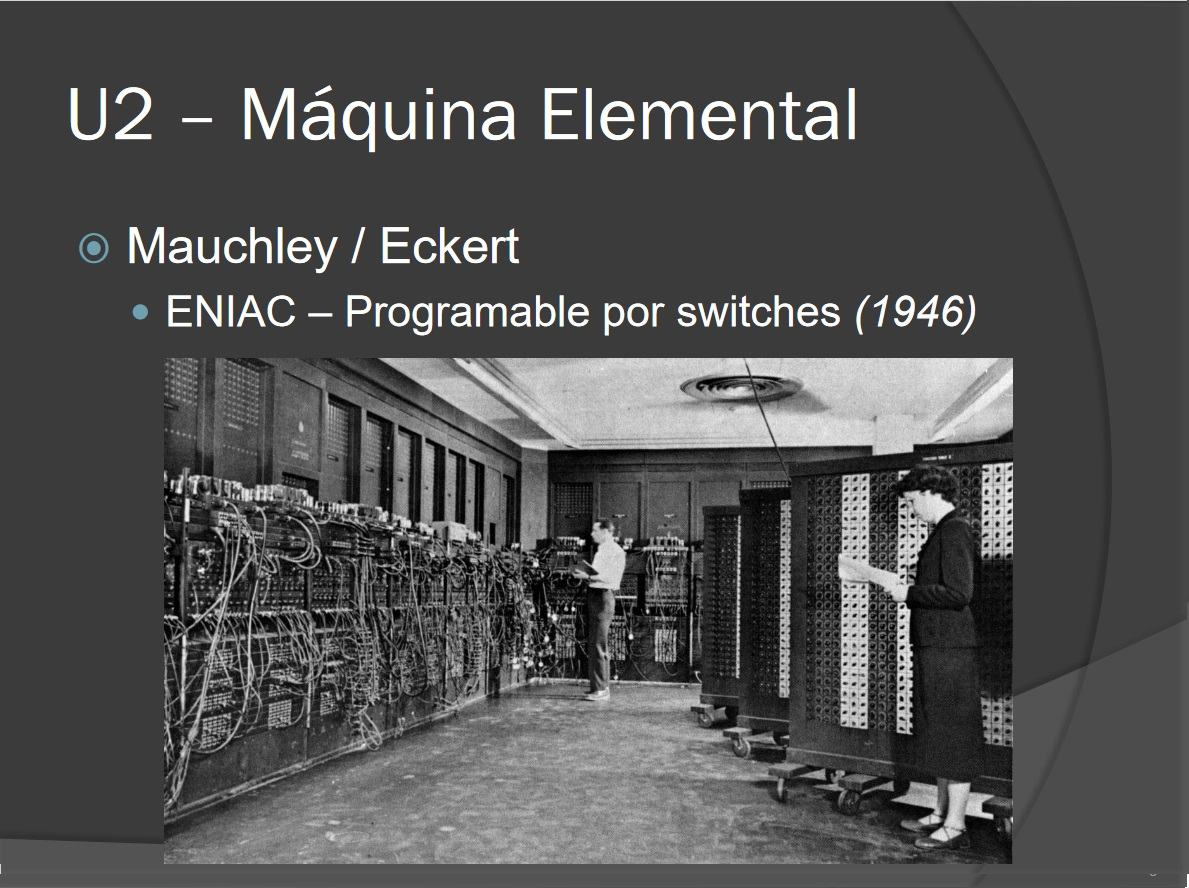 U2 – Máquina Elemental
Mauchley / Eckert
ENIAC – Programable por switches (1946)